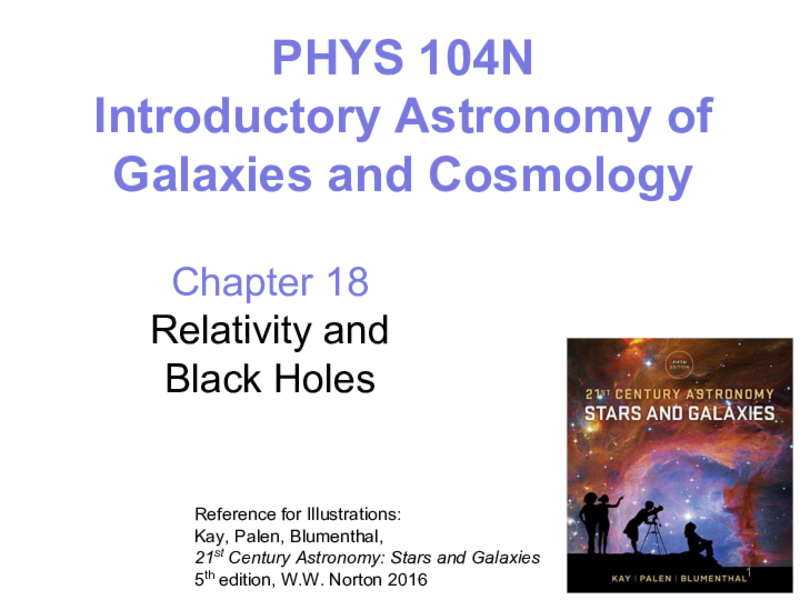 PHYS 104N
Introductory Astronomy of
Galaxies and Cosmology
Chapter 18
Relativity and
Black Holes
FIFTH
EDITION
21ST CENTURY ASTRONOMY
STARS AND GALAXIES
Reference for Illustrations:
Kay, Palen, Blumenthal,
21st Century Astronomy: Stars and Galaxies
5th edition, W.W. Norton 2016
1
KAY | PALEN | BLUMENTHAL